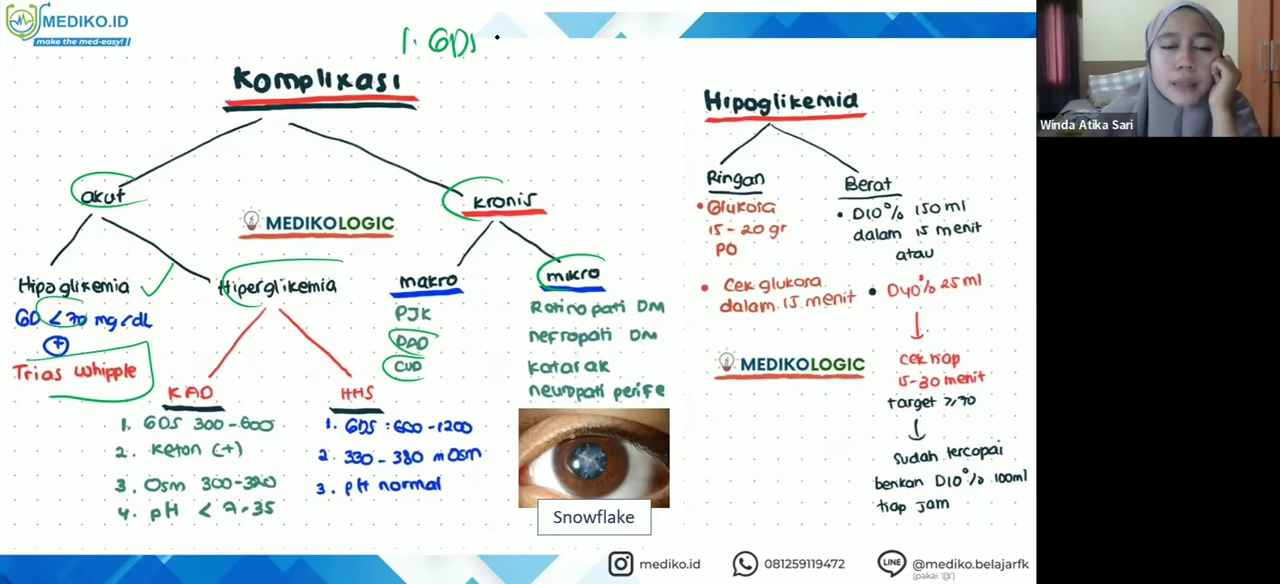 MEDIKO.ID
make the med-easy!
1. GDS
Komplikasi
akut
kronis
MEDIKOLOGIC
Hipoglikemia
GD < 70 mg/dL
+
Trias Whipple
Hiperglikemia
KAD
1. GDS 300-600
2. Keton (+)
3. Osm 300-320
4. pH < 7.35
HHS
1. GDS : 600-1200
2. 330-380 mOsm
3. pH normal
makro
PJK
PAD
CVD
mikro
Retinopati DM
nefropati DM
katarak
neuropati perife
Snowflake
Hipoglikemia
Ringan
• Glukosa
15-20 gr
PO
• Cek glukosa
dalam 15 menit
MEDIKOLOGIC
Berat
• D10% 150 ml
dalam 15 menit
atau
• D40% 25 ml
cek tiap
15-30 menit
target ≥ 70
sudah tercapai
berikan D10% 100ml
tiap jam
Winda Atika Sari
mediko.id
081259119472
LINE
@mediko.belajarfk
(pakai '@')